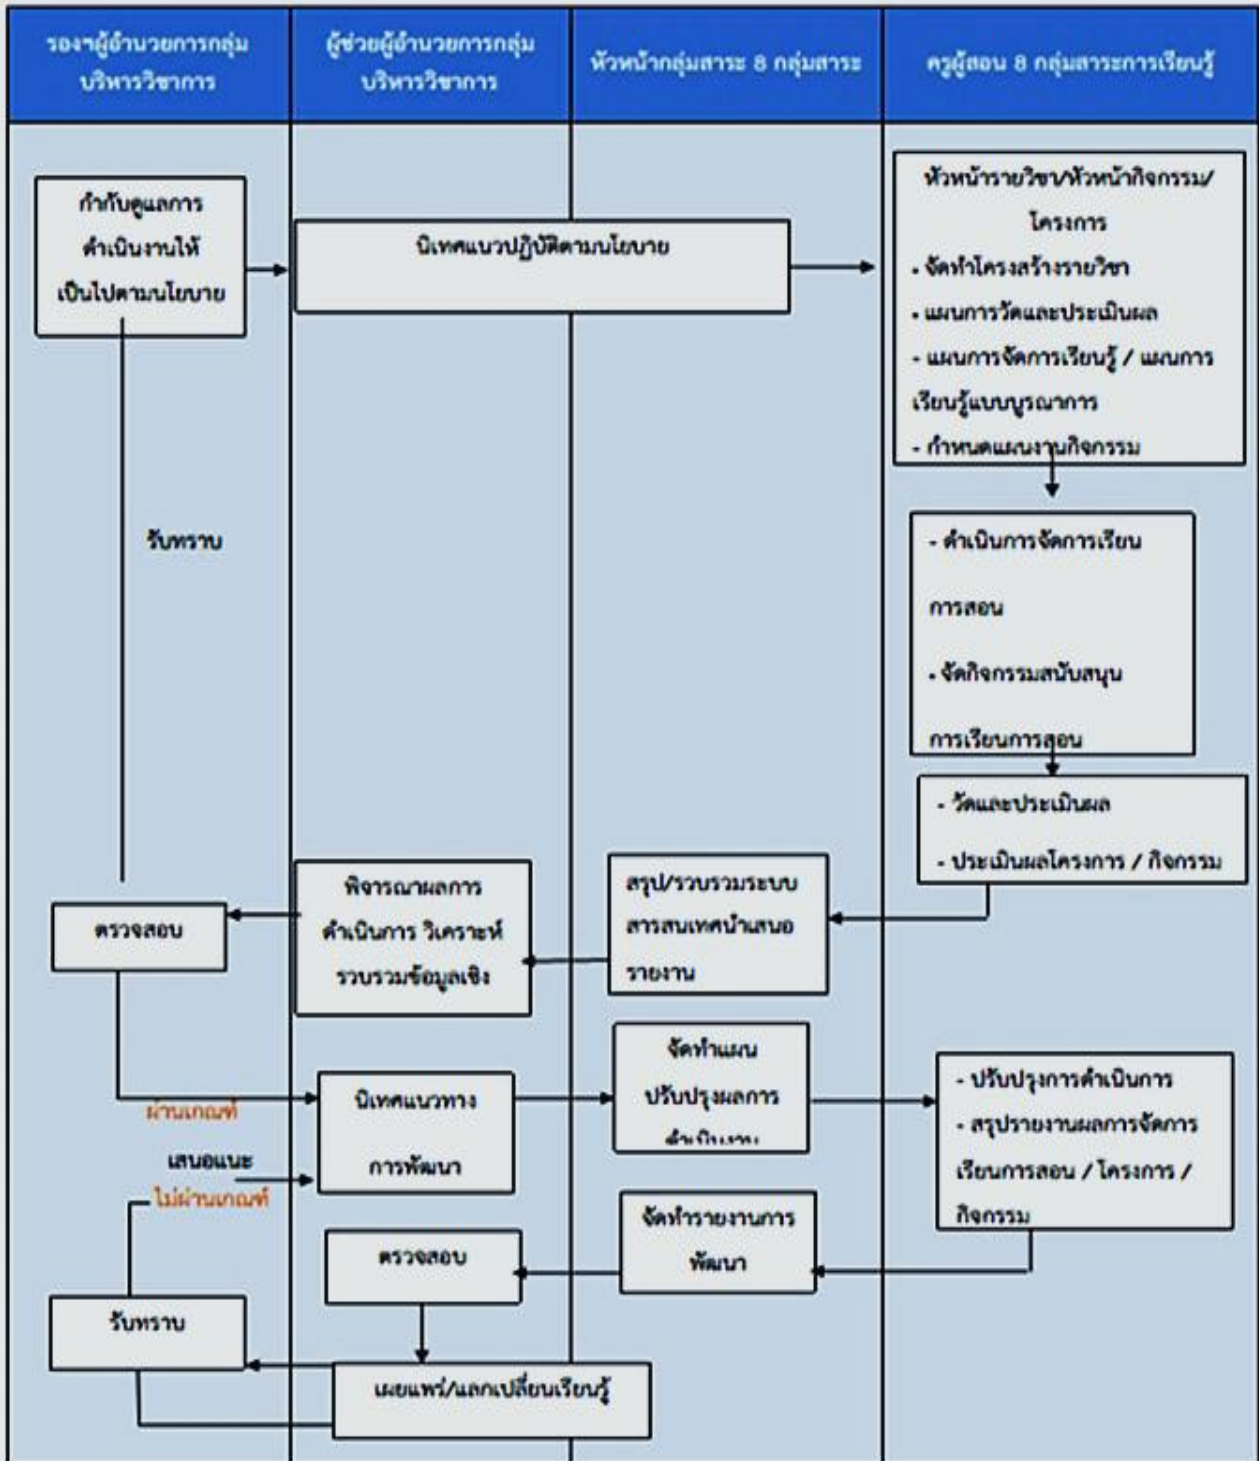 รองฯผู้อำนวยการกลุ่ม
บริหารวิชาการ
ผู้ช่วยผู้อำนวยการกลุ่ม
บริหารวิชาการ
หัวหน้ากลุ่มสาระ 8 กลุ่มสาระ
ครูผู้สอน 8 กลุ่มสาระการเรียนรู้
กำกับดูแลการ
ดำเนินงานให้
เป็นไปตามนโยบาย
นิเทศแนวปฏิบัติตามนโยบาย
หัวหน้ารายวิชา/หัวหน้ากิจกรรม/
โครงการ
- จัดทำโครงสร้างรายวิชา
- แผนการวัดและประเมินผล
- แผนการจัดการเรียนรู้ / แผนการ
เรียนรู้แบบบูรณาการ
- กำหนดแผนงานกิจกรรม
รับทราบ
- ดำเนินการจัดการเรียน
การสอน
- จัดกิจกรรมสนับสนุน
การเรียนการสอน
- วัดและประเมินผล
- ประเมินผลโครงการ / กิจกรรม
สรุป/รวบรวมระบบ
สารสนเทศนำเสนอ
รายงาน
พิจารณาผลการ
ดำเนินการ วิเคราะห์
รวบรวมข้อมูลเชิง
ตรวจสอบ
ผ่านเกณฑ์
เสนอแนะ
ไม่ผ่านเกณฑ์
นิเทศแนวทาง
การพัฒนา
จัดทำแผน
ปรับปรุงผลการ
ดำเนินงาน
- ปรับปรุงการดำเนินการ
- สรุปรายงานผลการจัดการ
เรียนการสอน / โครงการ /
กิจกรรม
จัดทำรายงานการ
พัฒนา
ตรวจสอบ
รับทราบ
เผยแพร่/แลกเปลี่ยนเรียนรู้